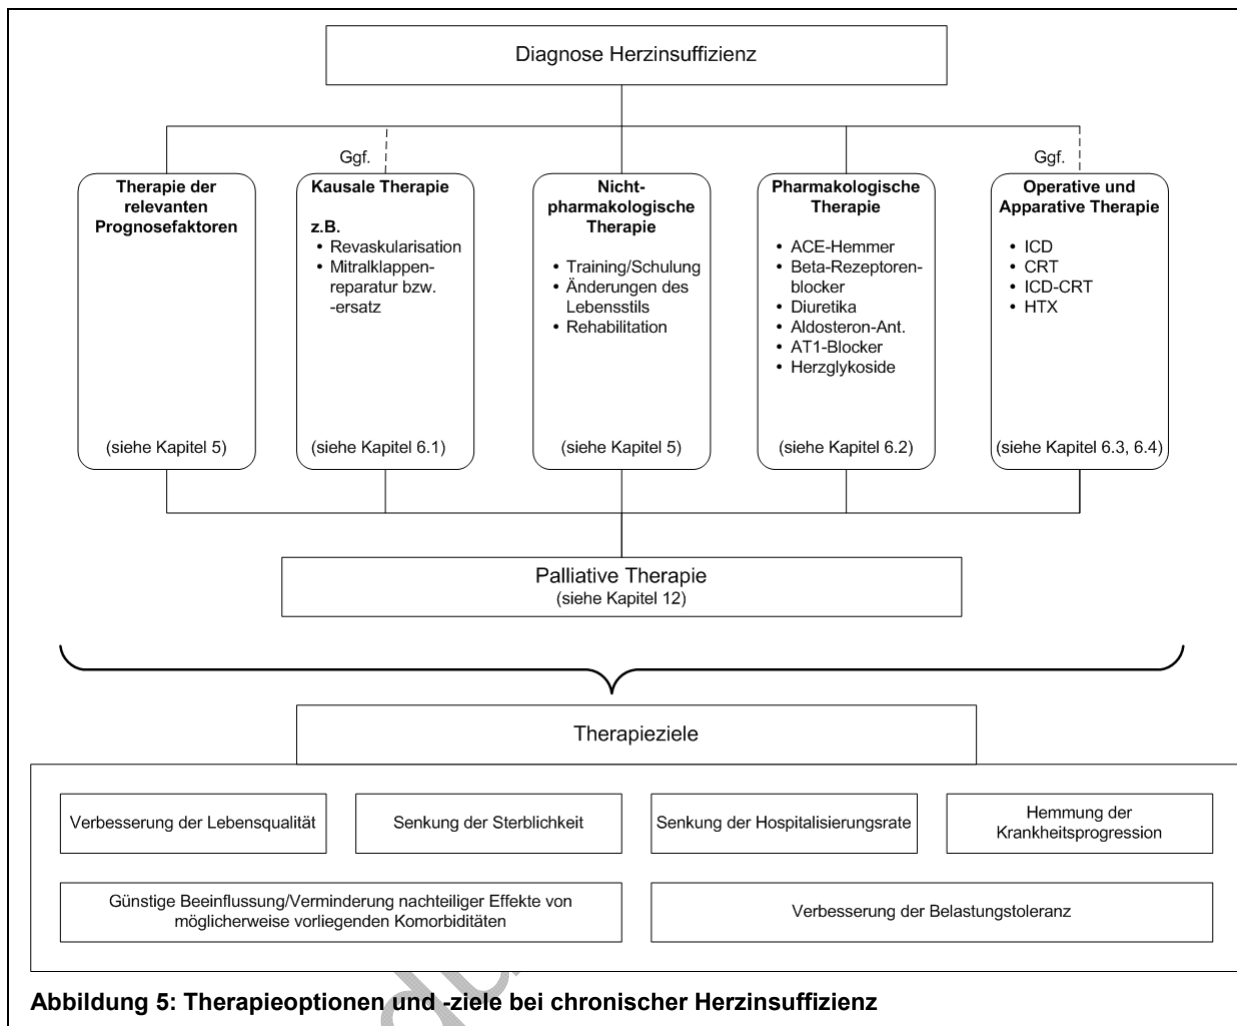 Diagnose Herzinsuffizienz
Ggf.
Ggf.
Therapie der
relevanten
Prognosefaktoren
(siehe Kapitel 5)
Kausale Therapie
z.B.
• Revaskularisation
• Mitralklappen-
reparatur bzw.
-ersatz
(siehe Kapitel 6.1)
Nicht-
pharmakologische
Therapie
• Training/Schulung
• Änderungen des
Lebensstils
• Rehabilitation
(siehe Kapitel 5)
Pharmakologische
Therapie
• ACE-Hemmer
• Beta-Rezeptoren-
blocker
• Diuretika
• Aldosteron-Ant.
• AT1-Blocker
• Herzglykoside
(siehe Kapitel 6.2)
Operative und
Apparative Therapie
• ICD
• CRT
• ICD-CRT
• HTX
(siehe Kapitel 6.3, 6.4)
Palliative Therapie
(siehe Kapitel 12)
Therapieziele
Verbesserung der Lebensqualität
Senkung der Sterblichkeit
Senkung der Hospitalisierungsrate
Hemmung der
Krankheitsprogression
Günstige Beeinflussung/Verminderung nachteiliger Effekte von
möglicherweise vorliegenden Komorbiditäten
Verbesserung der Belastungstoleranz
Abbildung 5: Therapieoptionen und -ziele bei chronischer Herzinsuffizienz